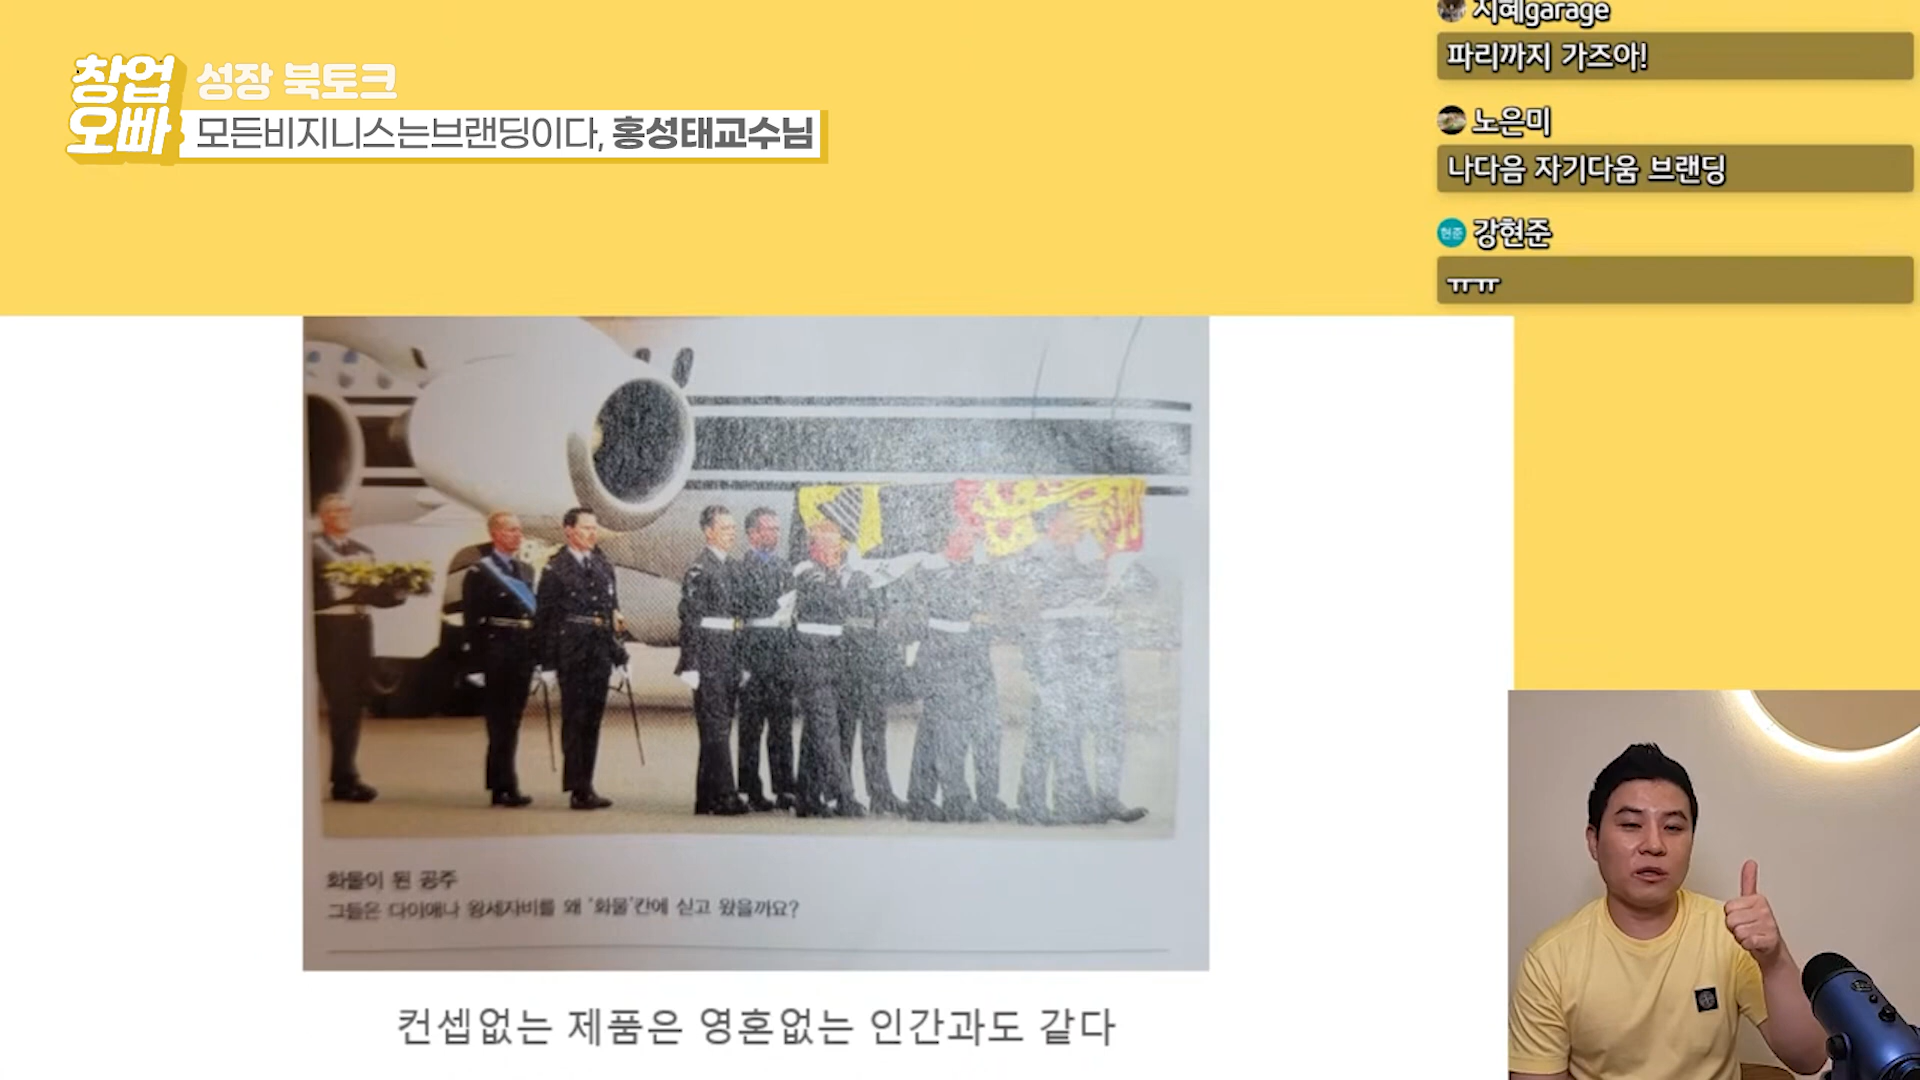 창업
오빠
성장 북토크
모든비지니스는브랜딩이다, 홍성태교수님
지혜garage
파리까지 가즈아!
노은미
나다음 자기다움 브랜딩
현준 강현준
ㅠㅠ
화물이 된 공주
그들은 다이애나 왕세자비를 왜 '화물'칸에 싣고 왔을까요?
컨셉없는 제품은 영혼없는 인간과도 같다